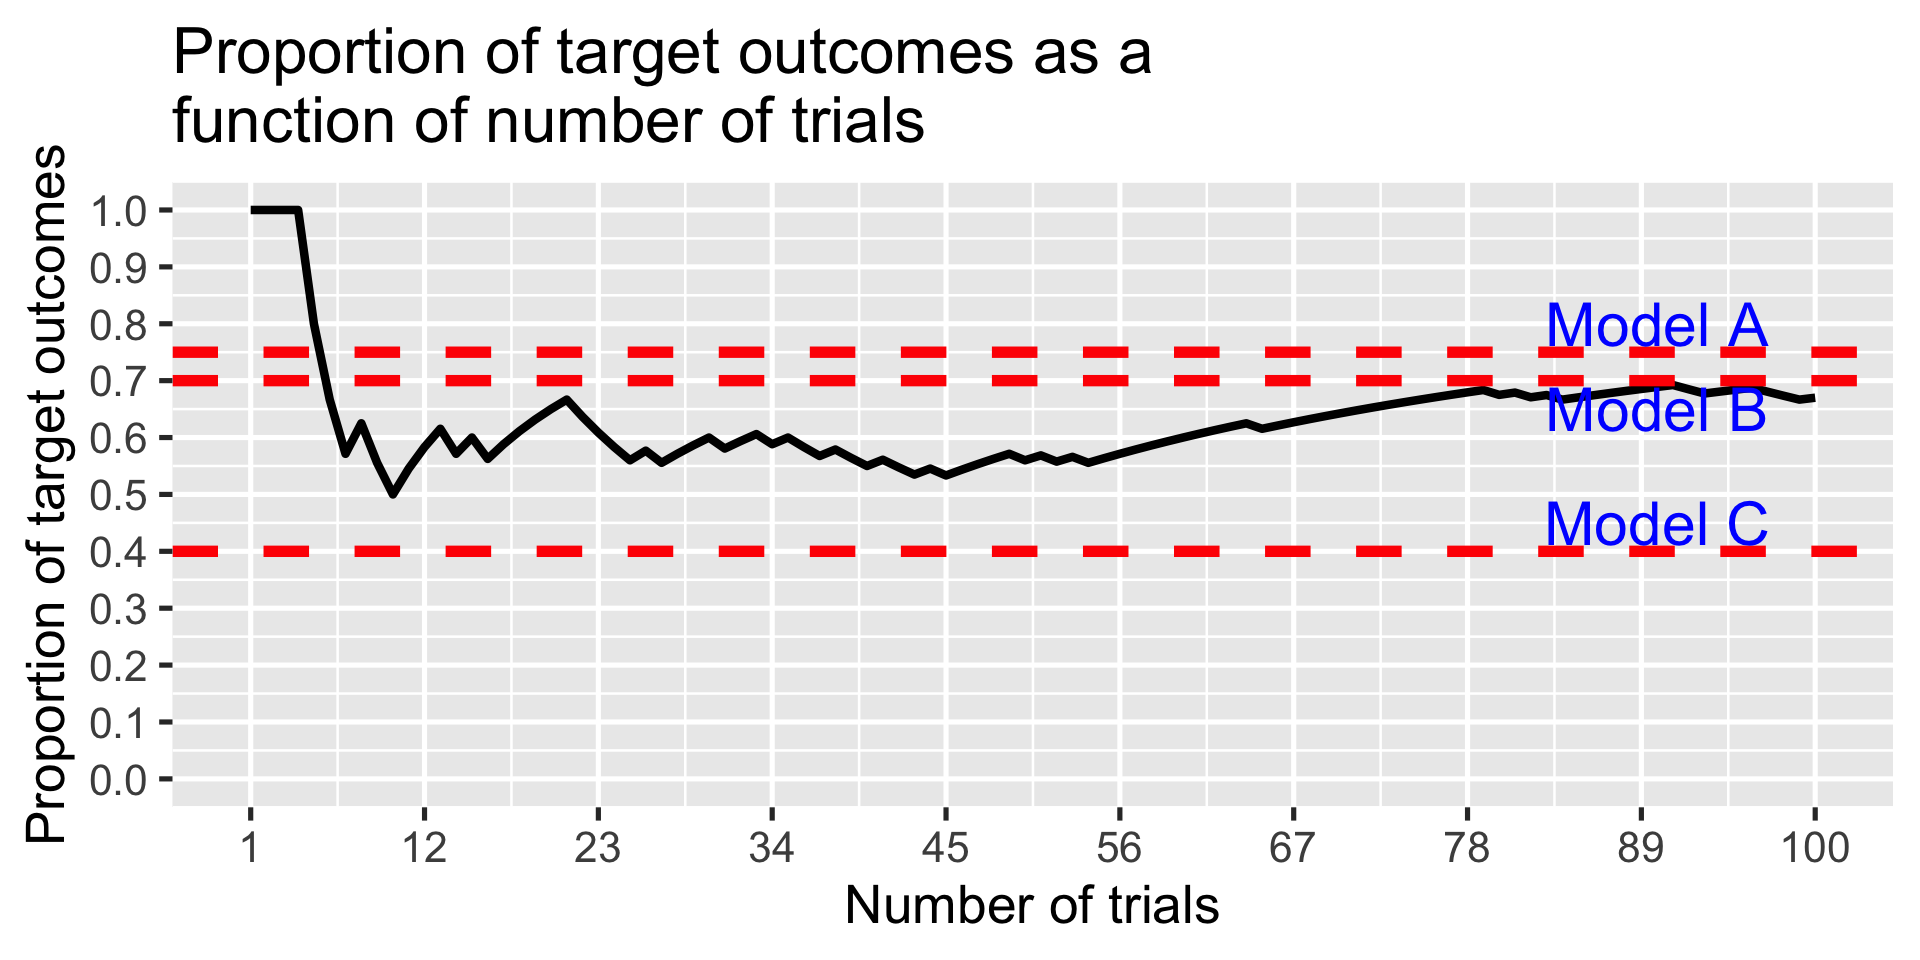 Proportion of target outcomes as a
function of number of trials
Proportion of target outcomes
1.0
0.9
0.8
0.7
0.6
0.5
0.4
0.3
0.2
0.1
0.0
Model A
Model B
Model C
1 12 23 34 45 56 67 78 89 100
Number of trials